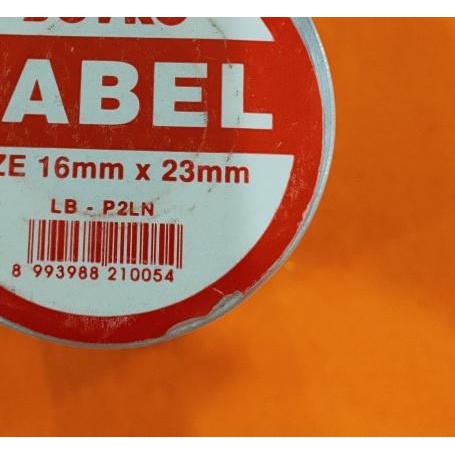 ABEL
ZE 16mm x 23mm
LB - P2LN
8 993988 210054